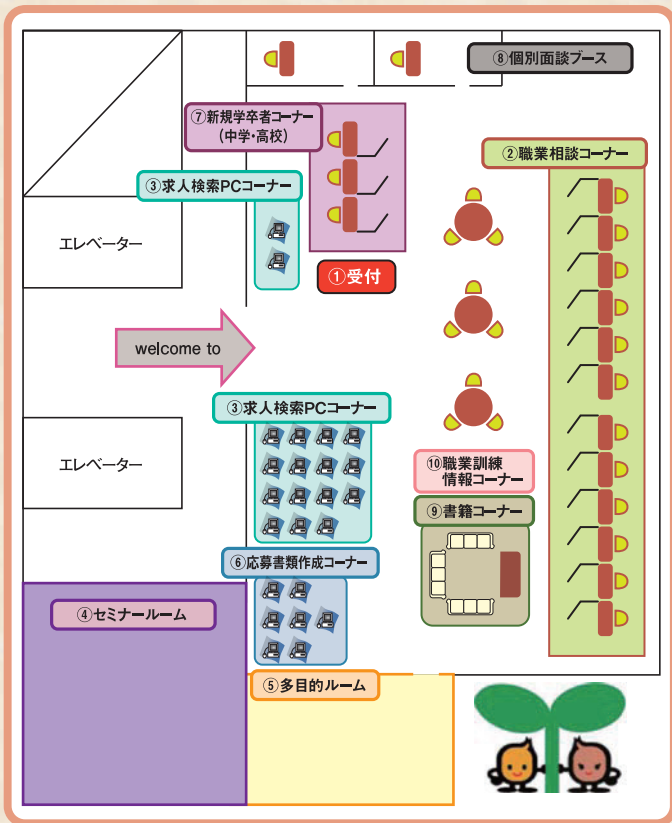 ⑧個別面談ブース
⑦新規学卒者コーナー
(中学・高校)
②職業相談コーナー
③求人検索PCコーナー
エレベーター
①受付
welcome to
③求人検索PCコーナー
エレベーター
⑩職業訓練
情報コーナー
⑨書籍コーナー
⑥応募書類作成コーナー
④セミナールーム
⑤多目的ルーム